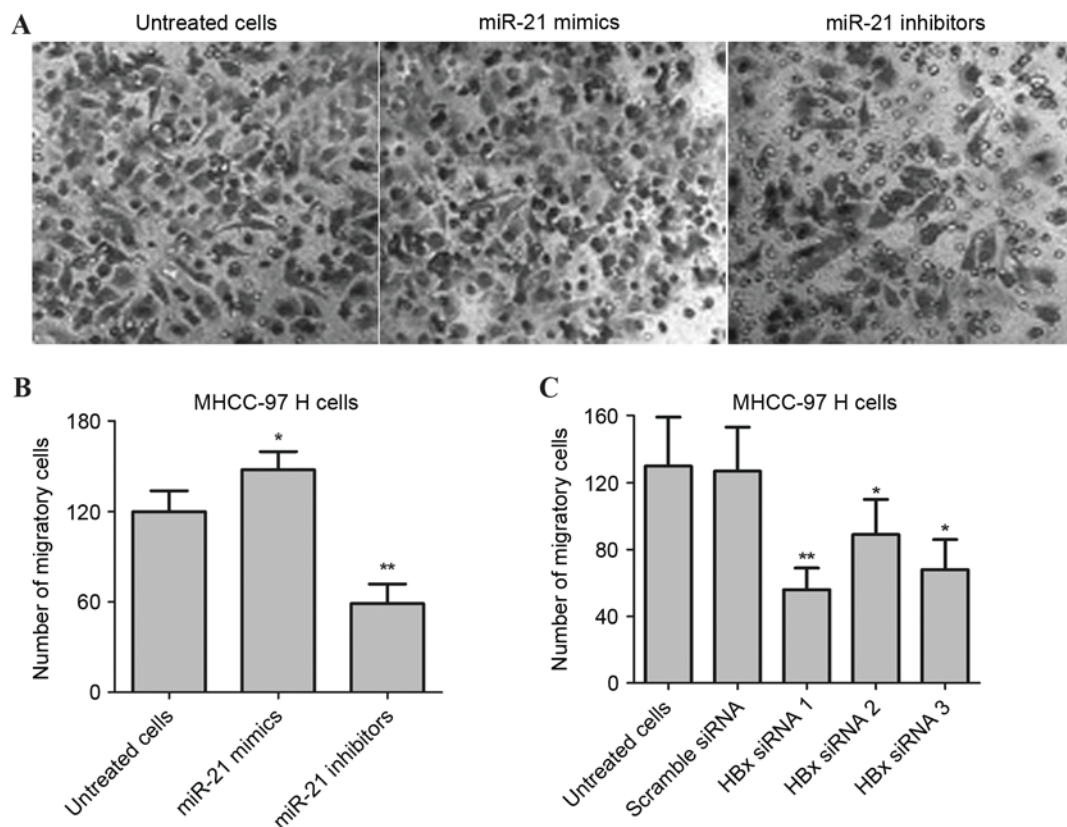 A
Untreated cells
miR-21 mimics
miR-21 inhibitors
B
MHCC-97 H cells
Number of migratory cells
180
120
60
0
*
**
Untreated cells
miR-21 mimics
miR-21 inhibitors
C
MHCC-97 H cells
Number of migratory cells
160
120
80
40
0
**
*
*
Untreated cells
Scramble siRNA
HBx siRNA 1
HBx siRNA 2
HBx siRNA 3